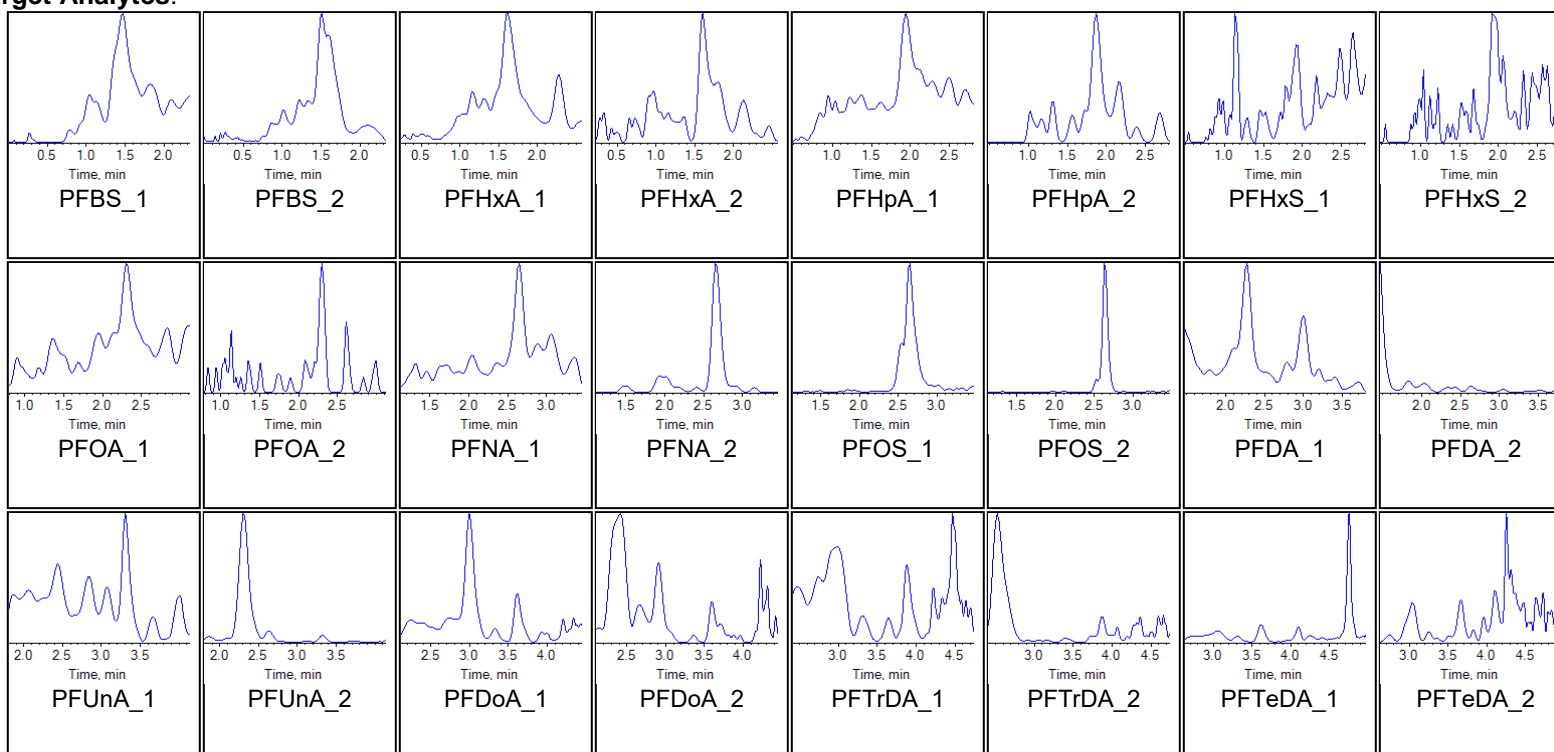 rget Analytes:
0.5 1.0 1.5 2.0 0.5 1.0 1.5 2.0 0.5 1.0 1.5 2.0 0.5 1.0 1.5 2.0 1.0 1.5 2.0 2.5 1.0 1.5 2.0 2.5 1.0 1.5 2.0 2.5 1.0 1.5 2.0 2.5
Time, min Time, min Time, min Time, min Time, min Time, min Time, min Time, min
PFBS_1 PFBS_2 PFHxA_1 PFHxA_2 PFHpA_1 PFHpA_2 PFHxS_1 PFHxS_2
1.0 1.5 2.0 2.5 1.0 1.5 2.0 2.5 1.5 2.0 2.5 3.0 1.5 2.0 2.5 3.0 1.5 2.0 2.5 3.0 1.5 2.0 2.5 3.0 2.0 2.5 3.0 3.5 2.0 2.5 3.0 3.5
Time, min Time, min Time, min Time, min Time, min Time, min Time, min Time, min
PFOA_1 PFOA_2 PFNA_1 PFNA_2 PFOS_1 PFOS_2 PFDA_1 PFDA_2
2.0 2.5 3.0 3.5 2.0 2.5 3.0 3.5 2.5 3.0 3.5 4.0 2.5 3.0 3.5 4.0 3.0 3.5 4.0 4.5 3.0 3.5 4.0 4.5 3.0 3.5 4.0 4.5 3.0 3.5 4.0 4.5
Time, min Time, min Time, min Time, min Time, min Time, min Time, min Time, min
PFUnA_1 PFUnA_2 PFDoA_1 PFDoA_2 PFTrDA_1 PFTrDA_2 PFTeDA_1 PFTeDA_2